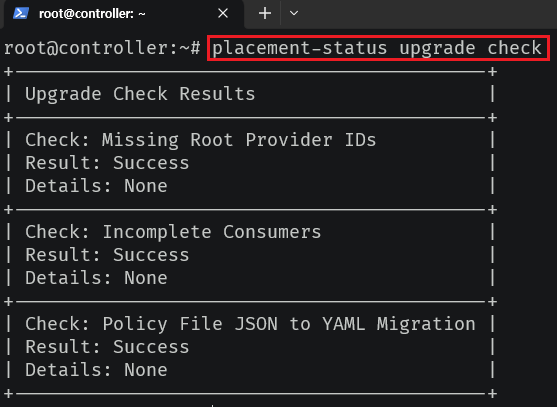 root@controller: ~
root@controller:~# placement-status upgrade check
+-------------------------------------------+
| Upgrade Check Results                     |
+-------------------------------------------+
| Check: Missing Root Provider IDs          |
| Result: Success                           |
| Details: None                             |
+-------------------------------------------+
| Check: Incomplete Consumers               |
| Result: Success                           |
| Details: None                             |
+-------------------------------------------+
| Check: Policy File JSON to YAML Migration |
| Result: Success                           |
| Details: None                             |
+-------------------------------------------+